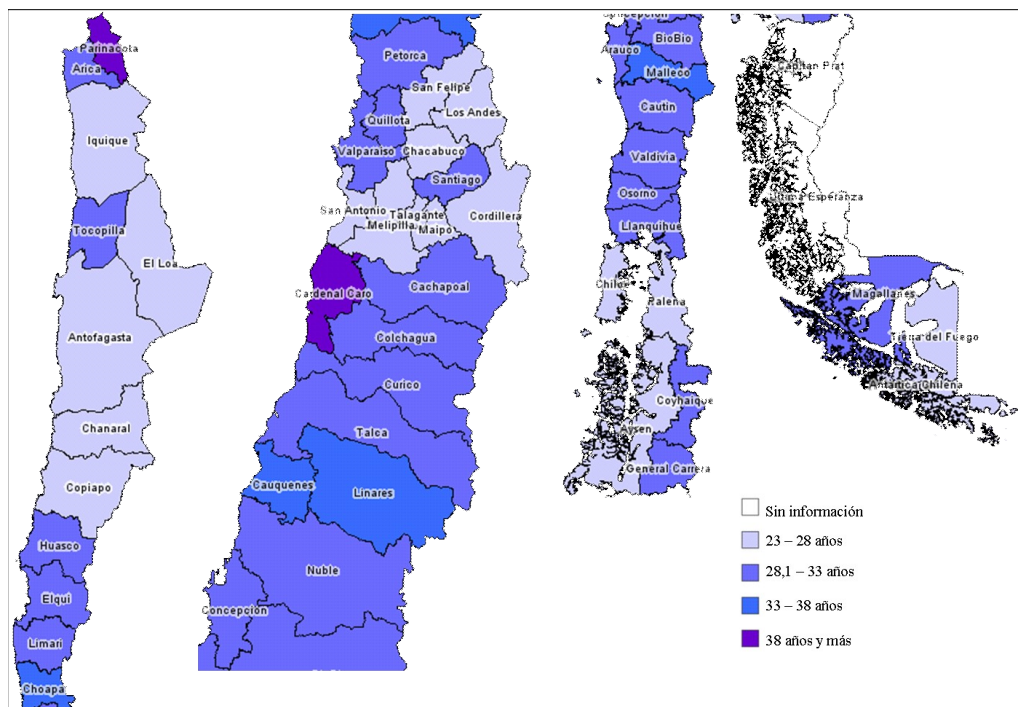 Parinacota
Arica
Iquique
Tocopilla
El Loa
Antofagasta
Chanaral
Copiapo
Huasco
Elqui
Limari
Choapa
Petorca
San Felipe
Los Andes
Quillota
Valparaiso
Chacabuco
Santiago
San Antonio
Talagante
Cordillera
Melipilla
Maipo
Cardenal Caro
Cachapoal
Colchagua
Curico
Talca
Cauquenes
Linares
Nuble
Concepcion
BioBio
Arauco
Malleco
Cautin
Valdivia
Osorno
Llanquihue
Chiloe
Palena
Coyhaique
Aysen
General Carrera
Capitan Prat
Ultima Esperanza
Magallanes
Tierra del Fuego
Antartica Chilena
Sin información
23 – 28 años
28,1 – 33 años
33 – 38 años
38 años y más